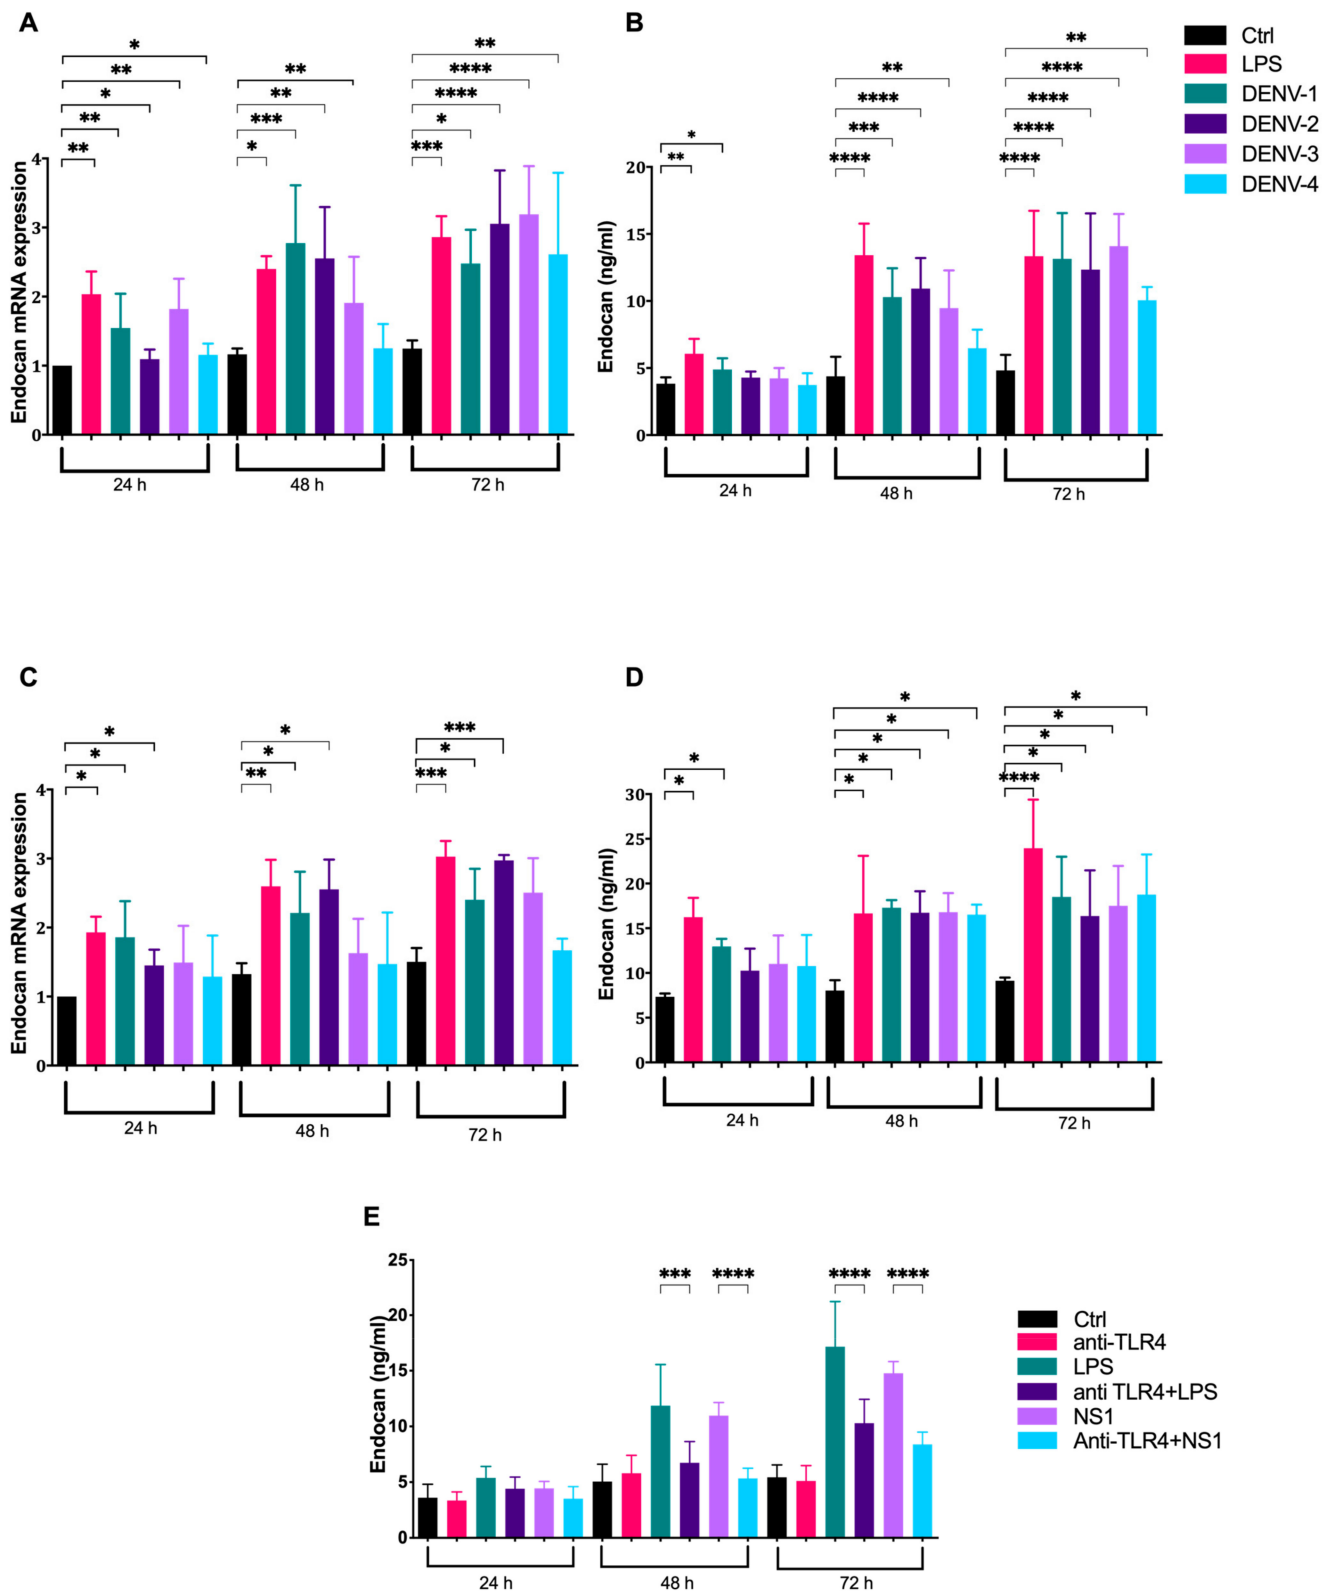 A
B
Ctrl
LPS
DENV-1
DENV-2
DENV-3
DENV-4
* ** * ** **
** ** *** *
** **** **** * ***
Endocan mRNA expression
4
3
2
1
0
24 h 48 h 72 h
* **
** **** *** ****
** **** **** **** ****
Endocan (ng/ml)
20
15
10
5
0
24 h 48 h 72 h
C
D
* * *
* * **
*** * ***
Endocan mRNA expression
4
3
2
1
0
24 h 48 h 72 h
* *
* * * * *
* * * * ****
Endocan (ng/ml)
30
25
20
15
10
5
0
24 h 48 h 72 h
E
*** **** **** ****
Endocan (ng/ml)
25
20
15
10
5
0
24 h 48 h 72 h
Ctrl
anti-TLR4
LPS
anti TLR4+LPS
NS1
Anti-TLR4+NS1